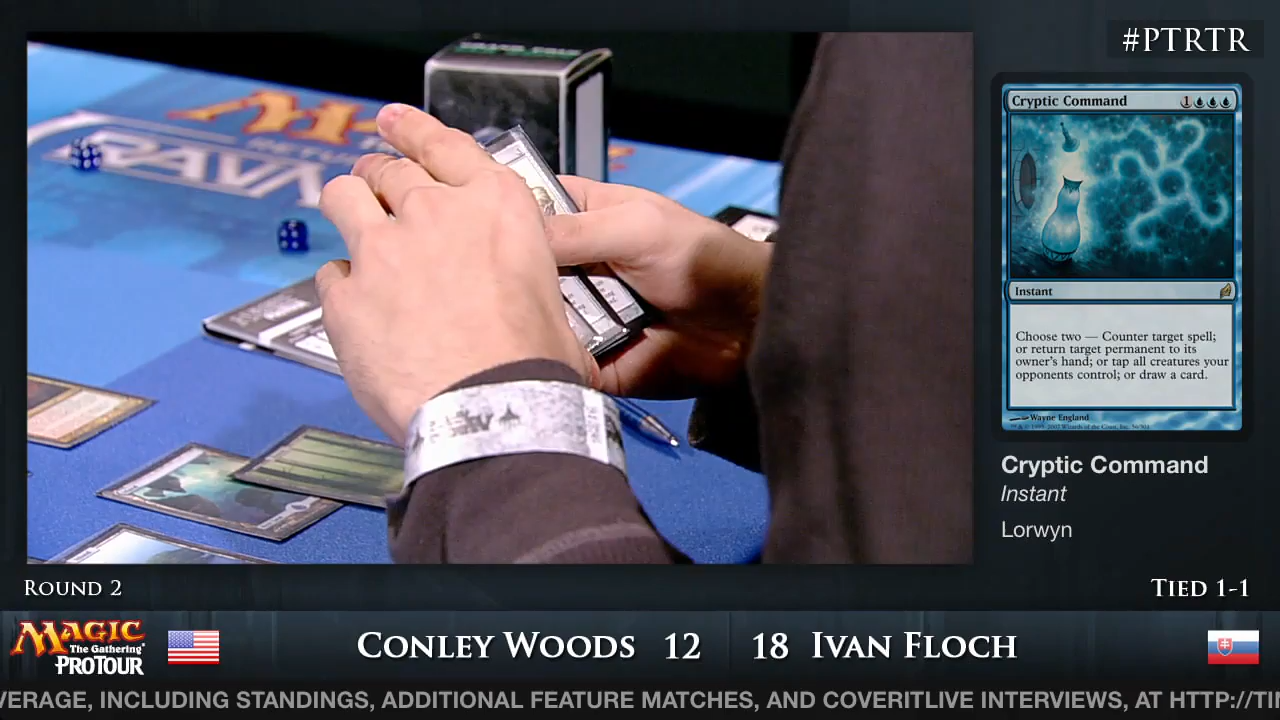 #PTRTR
Cryptic Command
1
Instant
Choose two — Counter target spell;
or return target permanent to its
owner's hand; or tap all creatures your
opponents control; or draw a card.
Wayne England
Cryptic Command
Instant
Lorwyn
RAVN
ROUND 2
TIED 1-1
MAGIC
The Gathering
PROTOUR
CONLEY WOODS 12
18 IVAN FLOCH
VERAGE, INCLUDING STANDINGS, ADDITIONAL FEATURE MATCHES, AND COVERITLIVE INTERVIEWS, AT HTTP://TI